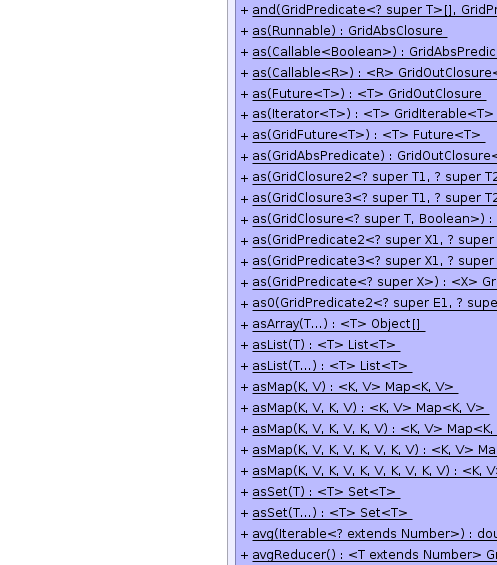 + and(GridPredicate<? super T>[], GridPr
+ as(Runnable) : GridAbsClosure
+ as(Callable<Boolean>) : GridAbsPredic
+ as(Callable<R>) : <R> GridOutClosure<
+ as(Future<T>) : <T> GridOutClosure
+ as(Iterator<T>) : <T> GridIterable<T>
+ as(GridFuture<T>) : <T> Future<T>
+ as(GridAbsPredicate) : GridOutClosure<
+ as(GridClosure2<? super T1, ? super T2
+ as(GridClosure3<? super T1, ? super T2
+ as(GridClosure<? super T, Boolean>) :
+ as(GridPredicate2<? super X1, ? super
+ as(GridPredicate3<? super X1, ? super
+ as(GridPredicate<? super X>) : <X> Gr
+ as0(GridPredicate2<? super E1, ? supe
+ asArray(T...) : <T> Object[]
+ asList(T) : <T> List<T>
+ asList(T...) : <T> List<T>
+ asMap(K, V) : <K, V> Map<K, V>
+ asMap(K, V, K, V) : <K, V> Map<K, V>
+ asMap(K, V, K, V, K, V) : <K, V> Map<K,
+ asMap(K, V, K, V, K, V, K, V) : <K, V> Ma
+ asMap(K, V, K, V, K, V, K, V, K, V) : <K, V>
+ asSet(T) : <T> Set<T>
+ asSet(T...) : <T> Set<T>
+ avg(Iterable<? extends Number>) : dou
+ avgReducer() : <T extends Number> Gr